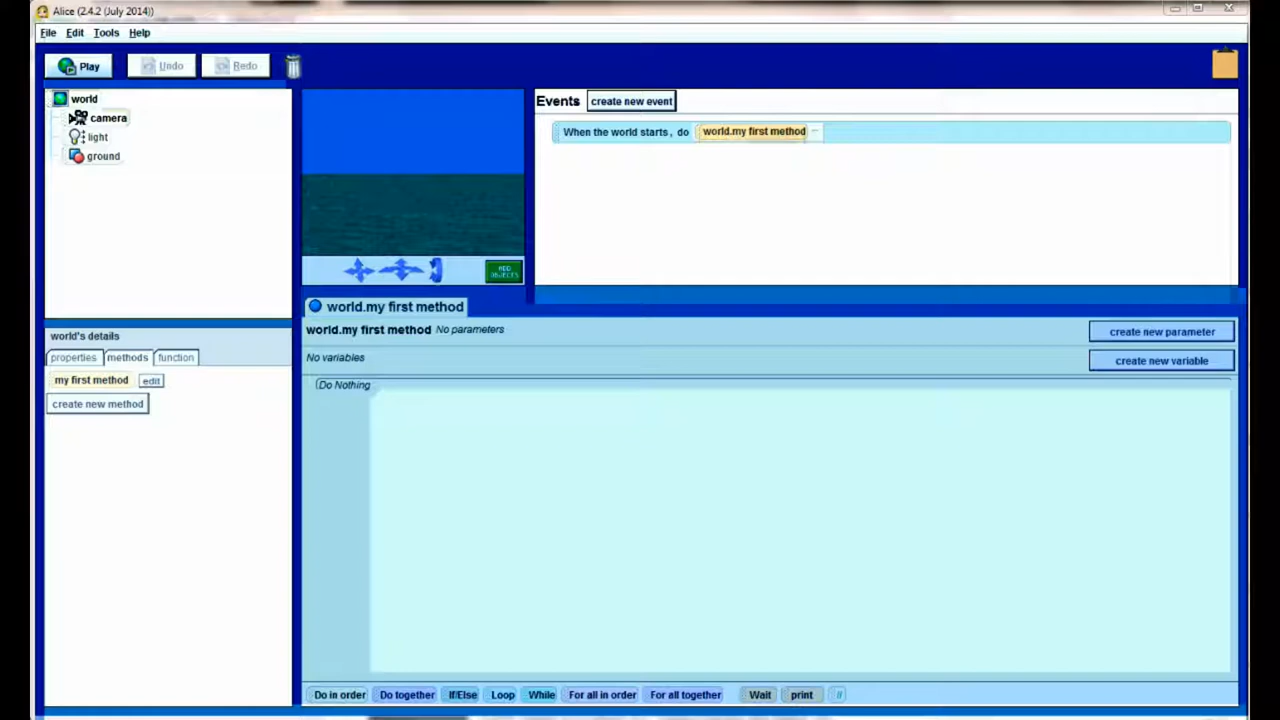 Alice (2.4.2 (July 2014))
File Edit Tools Help
Play Undo Redo
world
camera
light
ground
ADD OBJECTS
Events create new event
When the world starts, do world.my first method
world's details
properties methods function
my first method edit
create new method
world.my first method
world.my first method No parameters
create new parameter
No variables
create new variable
(Do Nothing
Do in order Do together If/Else Loop While For all in order For all together Wait print //